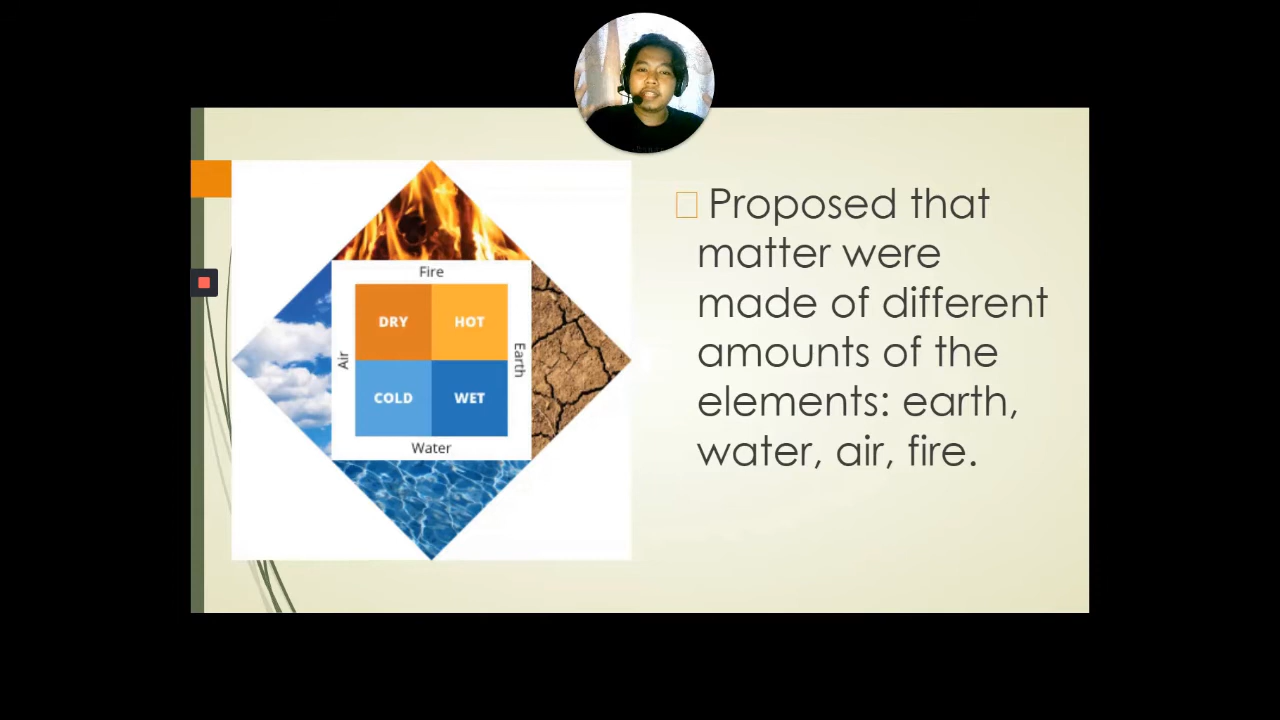 Fire
DRY HOT
Air
Earth
COLD WET
Water
Proposed that
matter were
made of different
amounts of the
elements: earth,
water, air, fire.